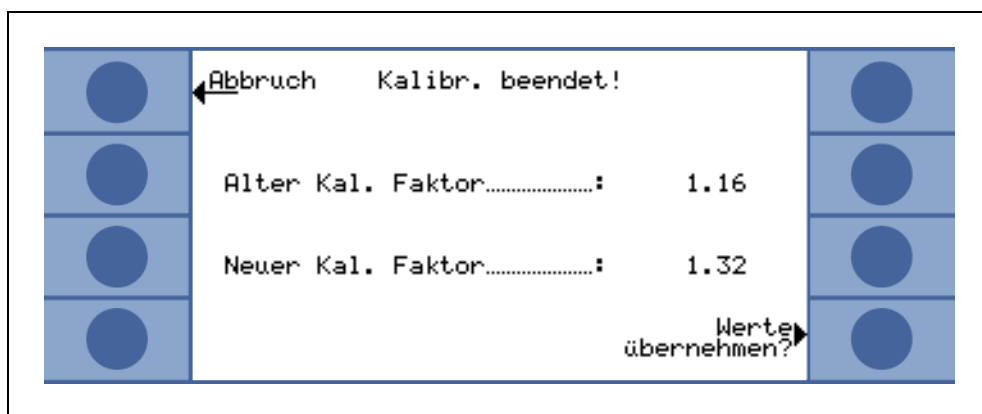 Abbruch Kalibr. beendet!
Alter Kal. Faktor....................: 1.16
Neuer Kal. Faktor....................: 1.32
Werte
übernehmen?